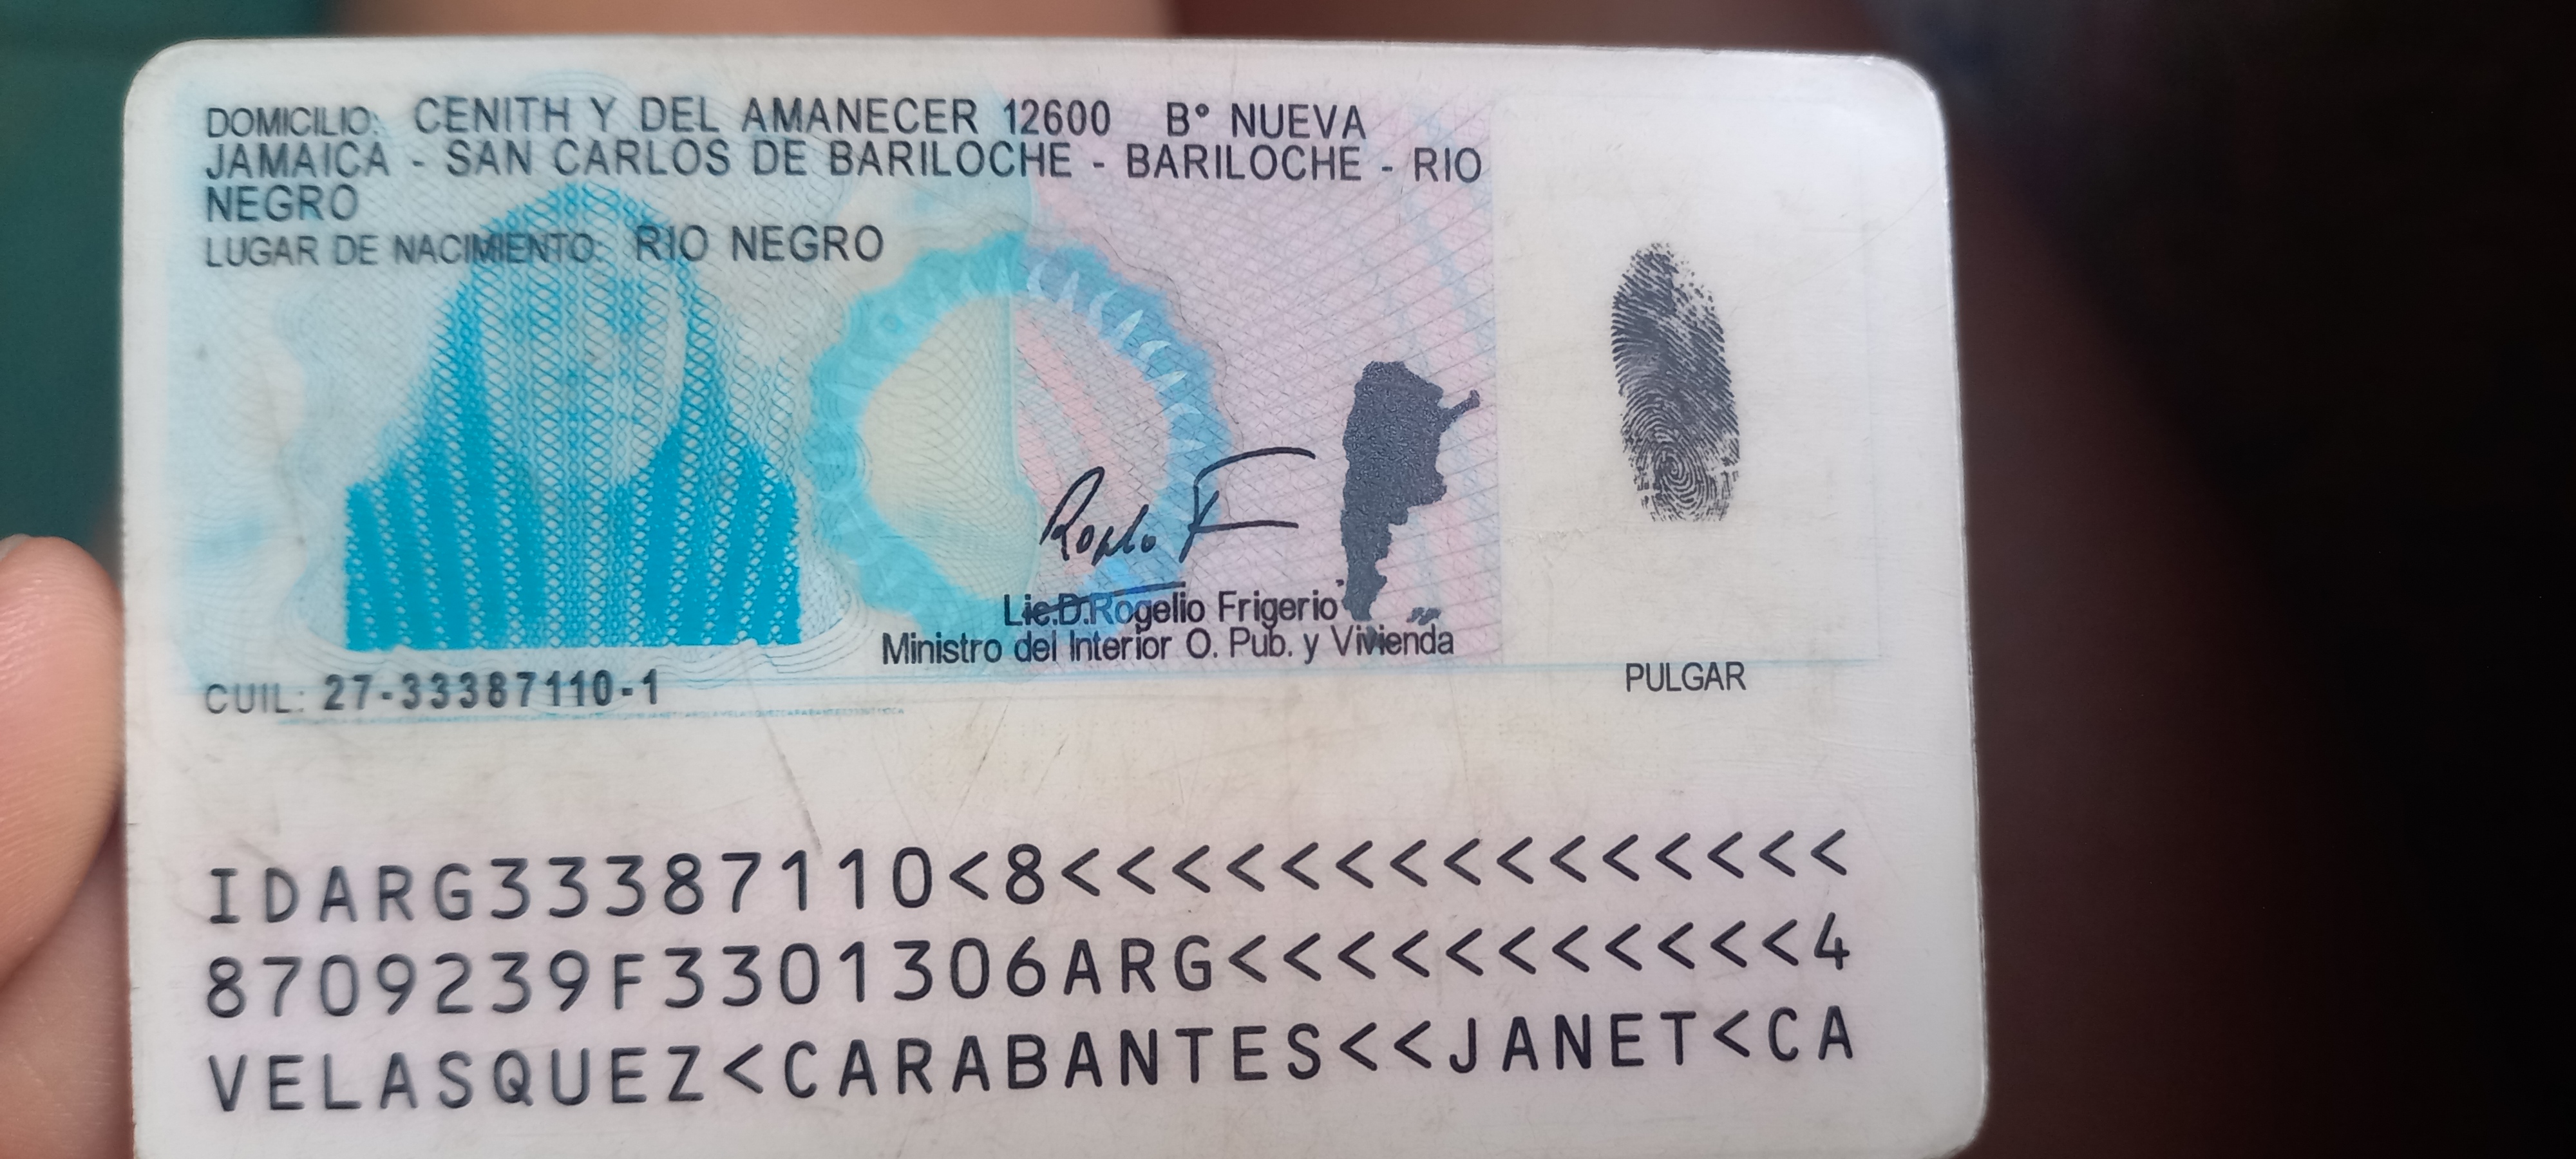 DOMICILIO: CENITH Y DEL AMANECER 12600 Bº NUEVA
JAMAICA - SAN CARLOS DE BARILOCHE - BARILOCHE - RIO
NEGRO
LUGAR DE NACIMIENTO: RIO NEGRO
Lic. Rogelio Frigerio
Ministro del Interior O. Pub. y Vivienda
CUIL: 27-33387110-1
PULGAR
IDARG33387110<8<<<<<<<<<<<<<<<
8709239F3301306ARG<<<<<<<<<<<4
VELASQUEZ<CARABANTES<<JANET<CA